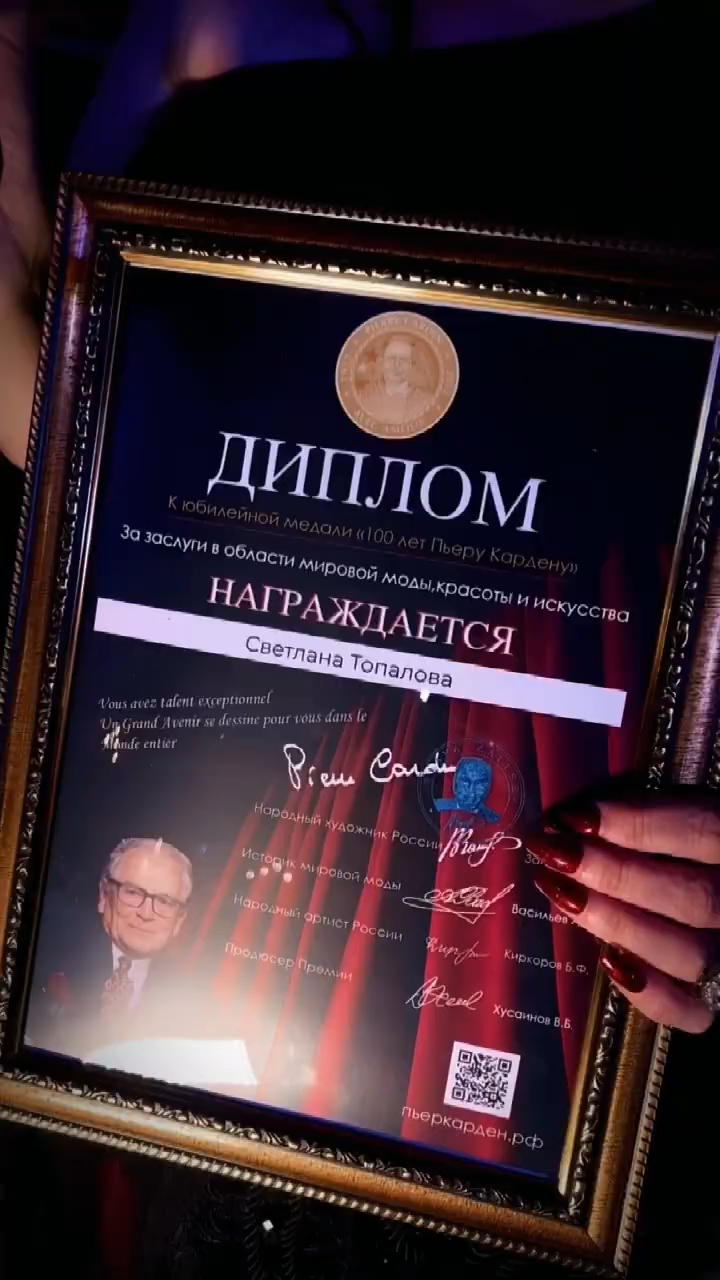 ДИПЛОМ
К юбилейной медали «100 лет Пьеру Кардену»
За заслуги в области мировой моды,красоты и искусства
НАГРАЖДАЕТСЯ
Светлана Топалова
Vous avez talent exceptionnel
Un Grand Avenir se dessine pour vous dans le
Monde entier
Народный художник России
Историк мировой моды
Васильев
Народный артист России
Киркоров Б.Ф.
Продюсер Премии
Хусаинов В.Б.
пьеркарден.рф